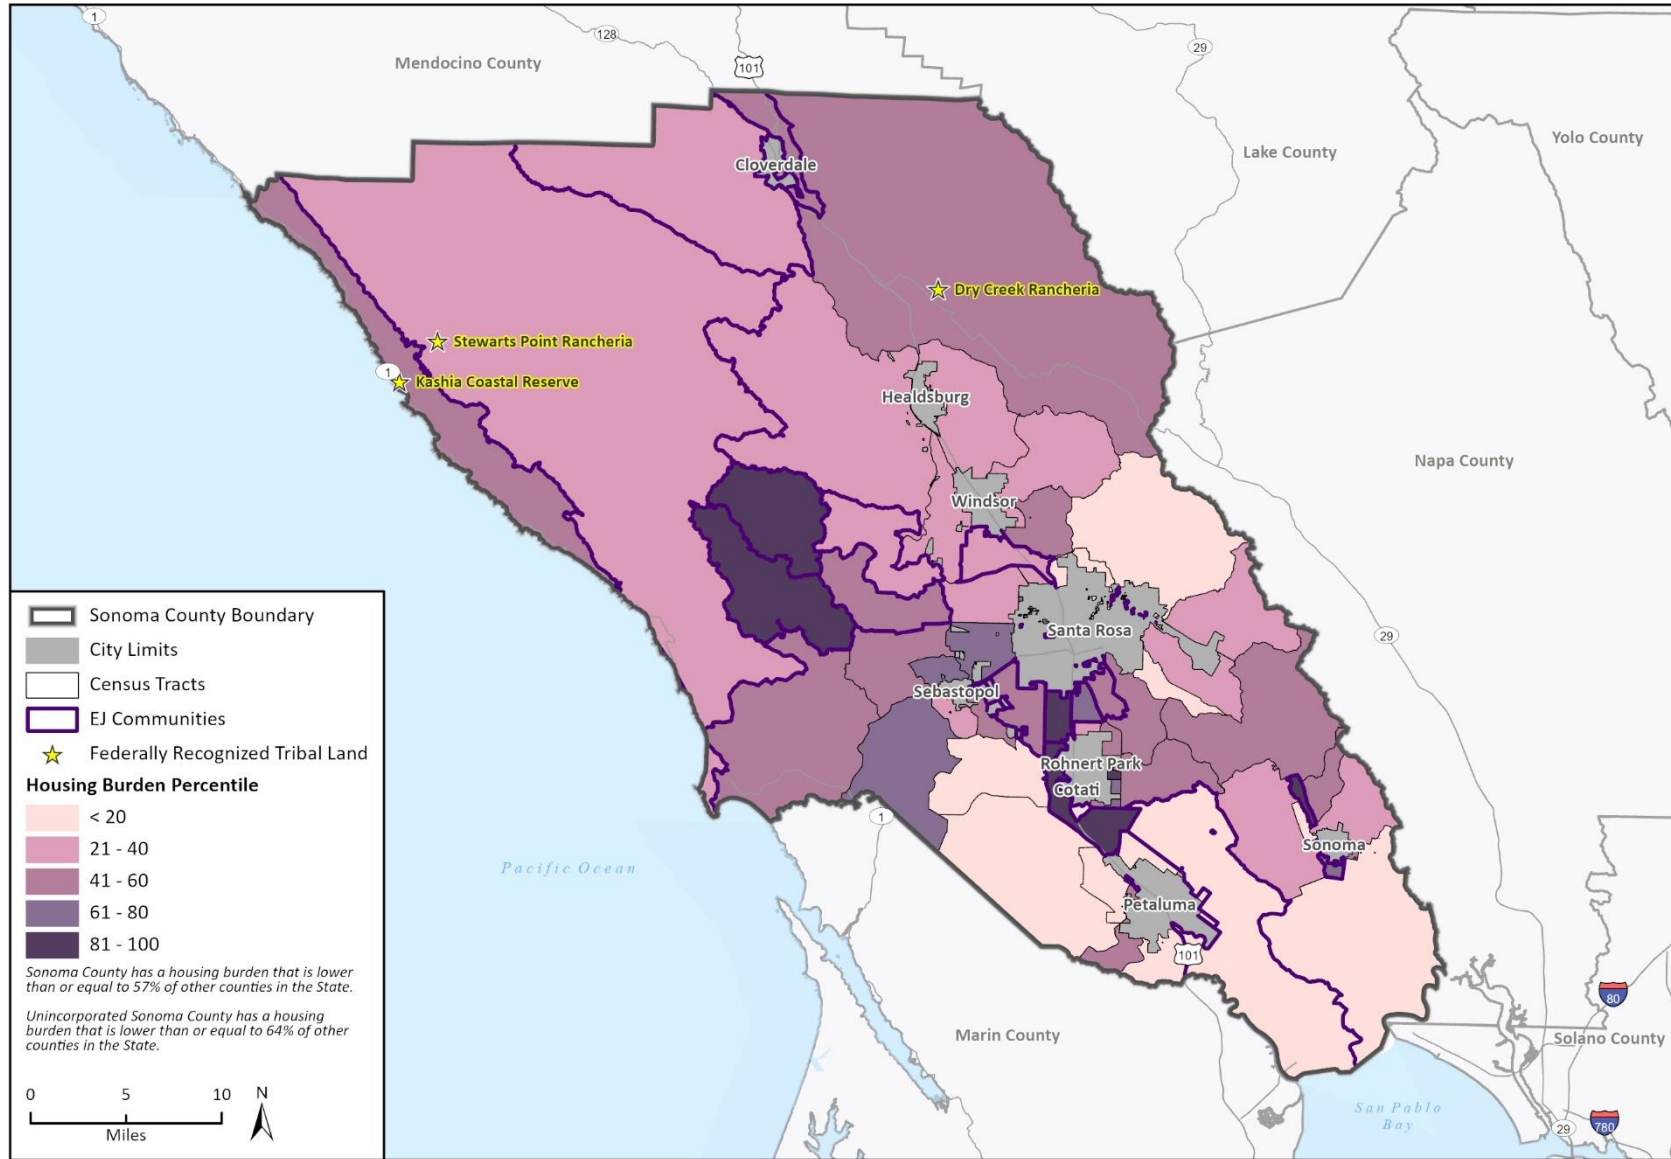 1
128
101
29
Mendocino County
Lake County
Yolo County
Cloverdale
Dry Creek Rancheria
Stewarts Point Rancheria
1
Kashia Coastal Reserve
Healdsburg
Napa County
Windsor
Santa Rosa
29
Sebastopol
Rohnert Park
Cotati
1
Sonoma
Pacific Ocean
Petaluma
101
80
Marin County
Solano County
San Pablo
Bay
29
780
Sonoma County Boundary
City Limits
Census Tracts
EJ Communities
Federally Recognized Tribal Land
Housing Burden Percentile
< 20
21 - 40
41 - 60
61 - 80
81 - 100
Sonoma County has a housing burden that is lower
than or equal to 57% of other counties in the State.
Unincorporated Sonoma County has a housing
burden that is lower than or equal to 64% of other
counties in the State.
0 5 10
Miles
N